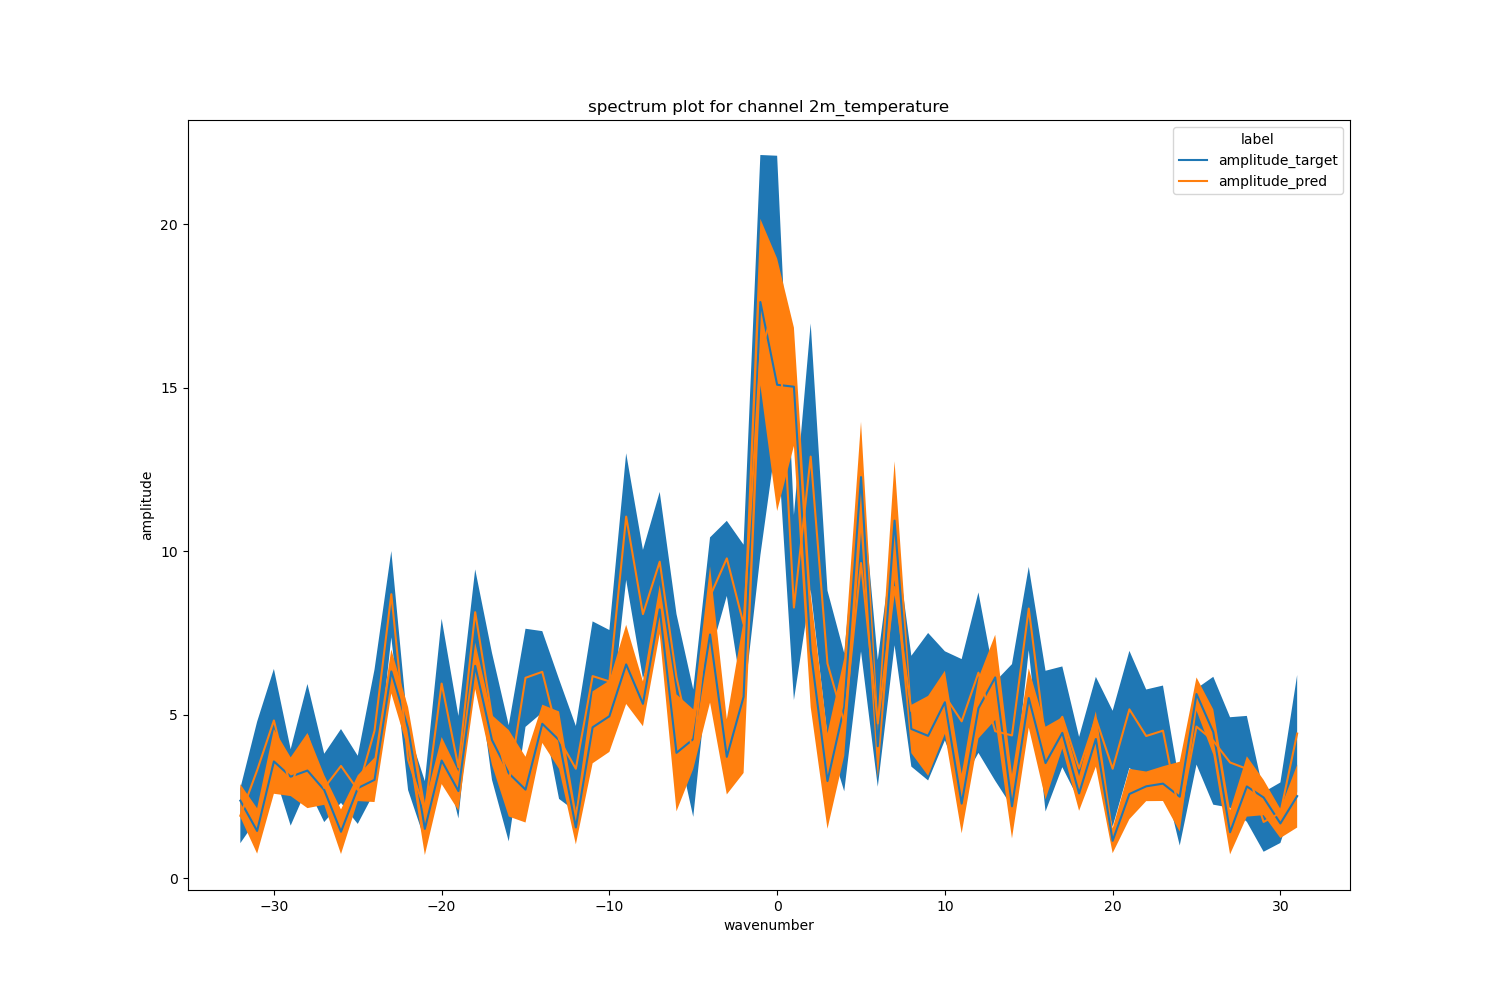 spectrum plot for channel 2m_temperature
label
amplitude_target
amplitude_pred
20
15
10
5
0
amplitude
−30
−20
−10
0
10
20
30
wavenumber